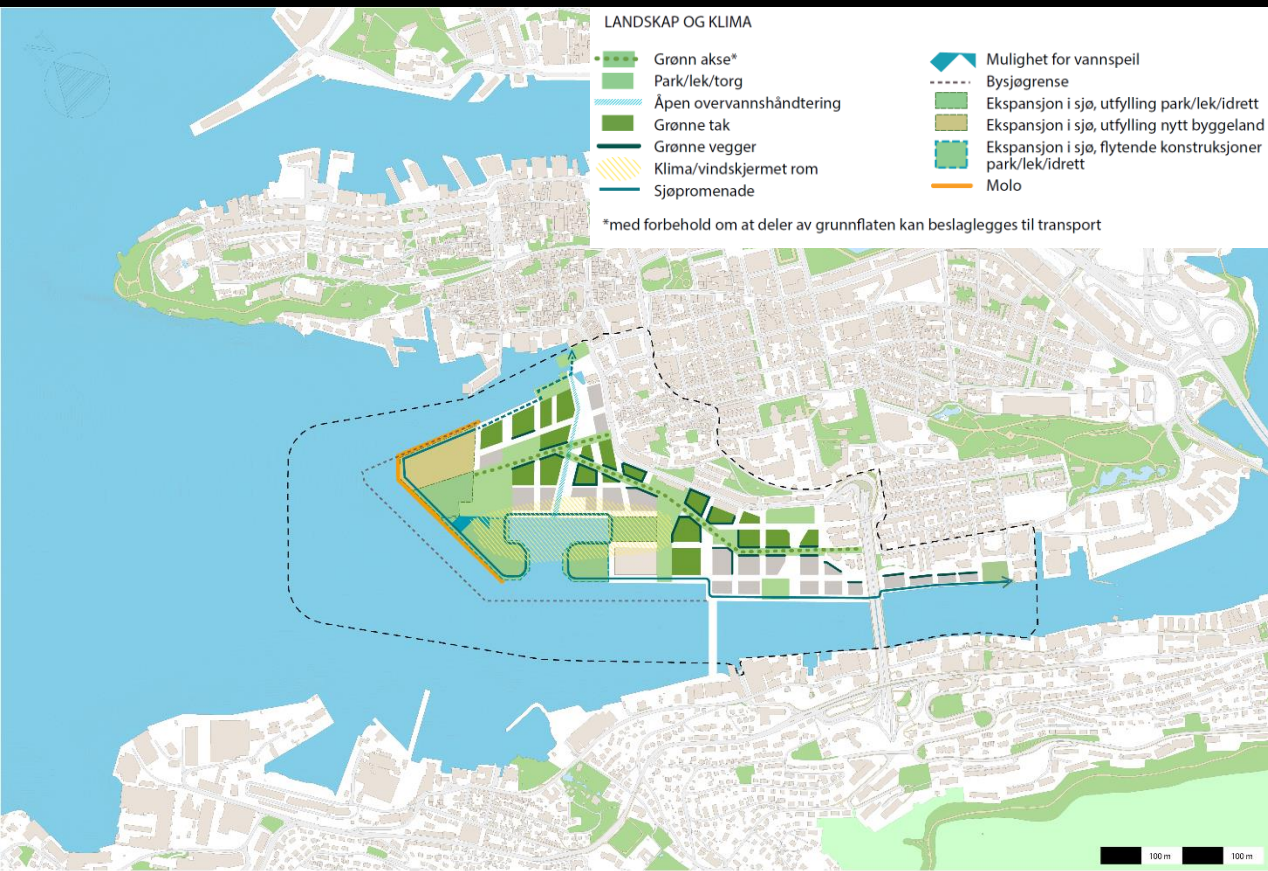 LANDSKAP OG KLIMA
Grønn akse*
Park/lek/torg
Åpen overvannshåndtering
Grønne tak
Grønne vegger
Klima/vindskjermet rom
Sjøpromenade
Mulighet for vannspeil
Bysjøgrense
Ekspansjon i sjø, utfylling park/lek/idrett
Ekspansjon i sjø, utfylling nytt byggeland
Ekspansjon i sjø, flytende konstruksjoner
park/lek/idrett
Molo
*med forbehold om at deler av grunnflaten kan beslaglegges til transport
100 m
100 m